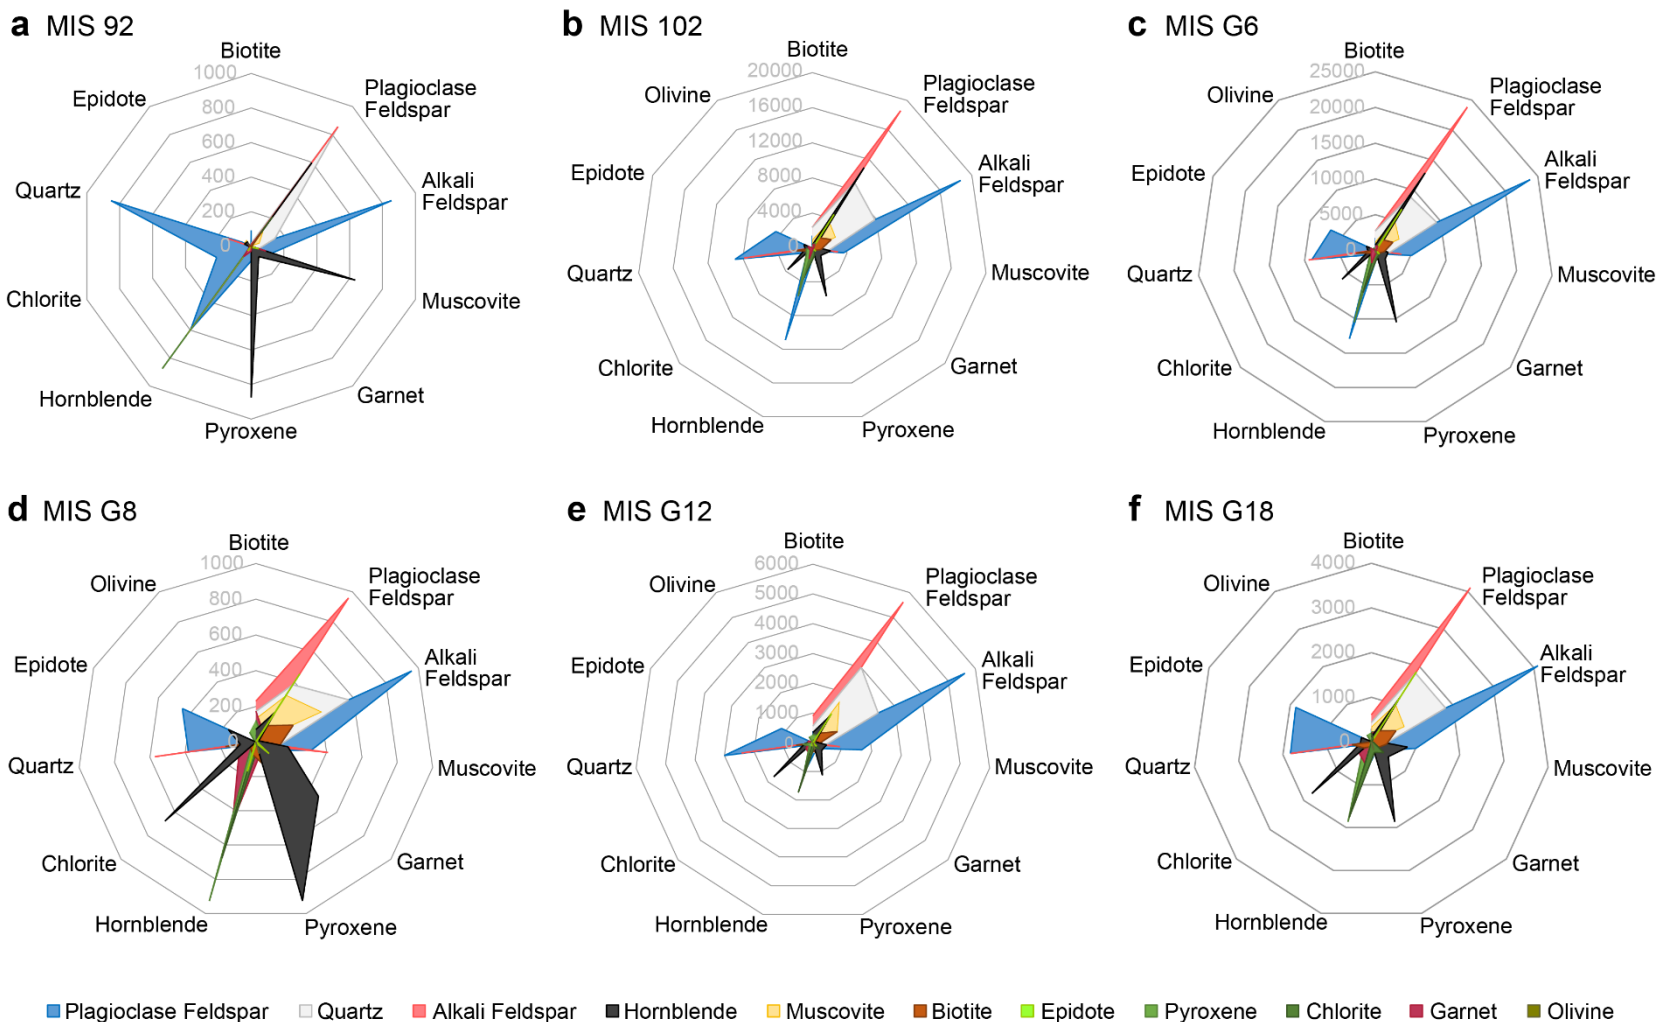 a MIS 92
Biotite
1000
800
600
400
200
0
Plagioclase
Feldspar
Alkali
Feldspar
Muscovite
Garnet
Pyroxene
Hornblende
Chlorite
Quartz
Epidote
b MIS 102
Biotite
20000
16000
12000
8000
4000
0
Plagioclase
Feldspar
Alkali
Feldspar
Muscovite
Garnet
Pyroxene
Hornblende
Chlorite
Quartz
Epidote
Olivine
c MIS G6
Biotite
25000
20000
15000
10000
5000
0
Plagioclase
Feldspar
Alkali
Feldspar
Muscovite
Garnet
Pyroxene
Hornblende
Chlorite
Quartz
Epidote
Olivine
d MIS G8
Biotite
1000
800
600
400
200
0
Plagioclase
Feldspar
Alkali
Feldspar
Muscovite
Garnet
Pyroxene
Hornblende
Chlorite
Quartz
Epidote
Olivine
e MIS G12
Biotite
6000
5000
4000
3000
2000
1000
0
Plagioclase
Feldspar
Alkali
Feldspar
Muscovite
Garnet
Pyroxene
Hornblende
Chlorite
Quartz
Epidote
Olivine
f MIS G18
Biotite
4000
3000
2000
1000
0
Plagioclase
Feldspar
Alkali
Feldspar
Muscovite
Garnet
Pyroxene
Hornblende
Chlorite
Quartz
Epidote
Olivine
Plagioclase Feldspar Quartz Alkali Feldspar Hornblende Muscovite Biotite Epidote Pyroxene Chlorite Garnet Olivine